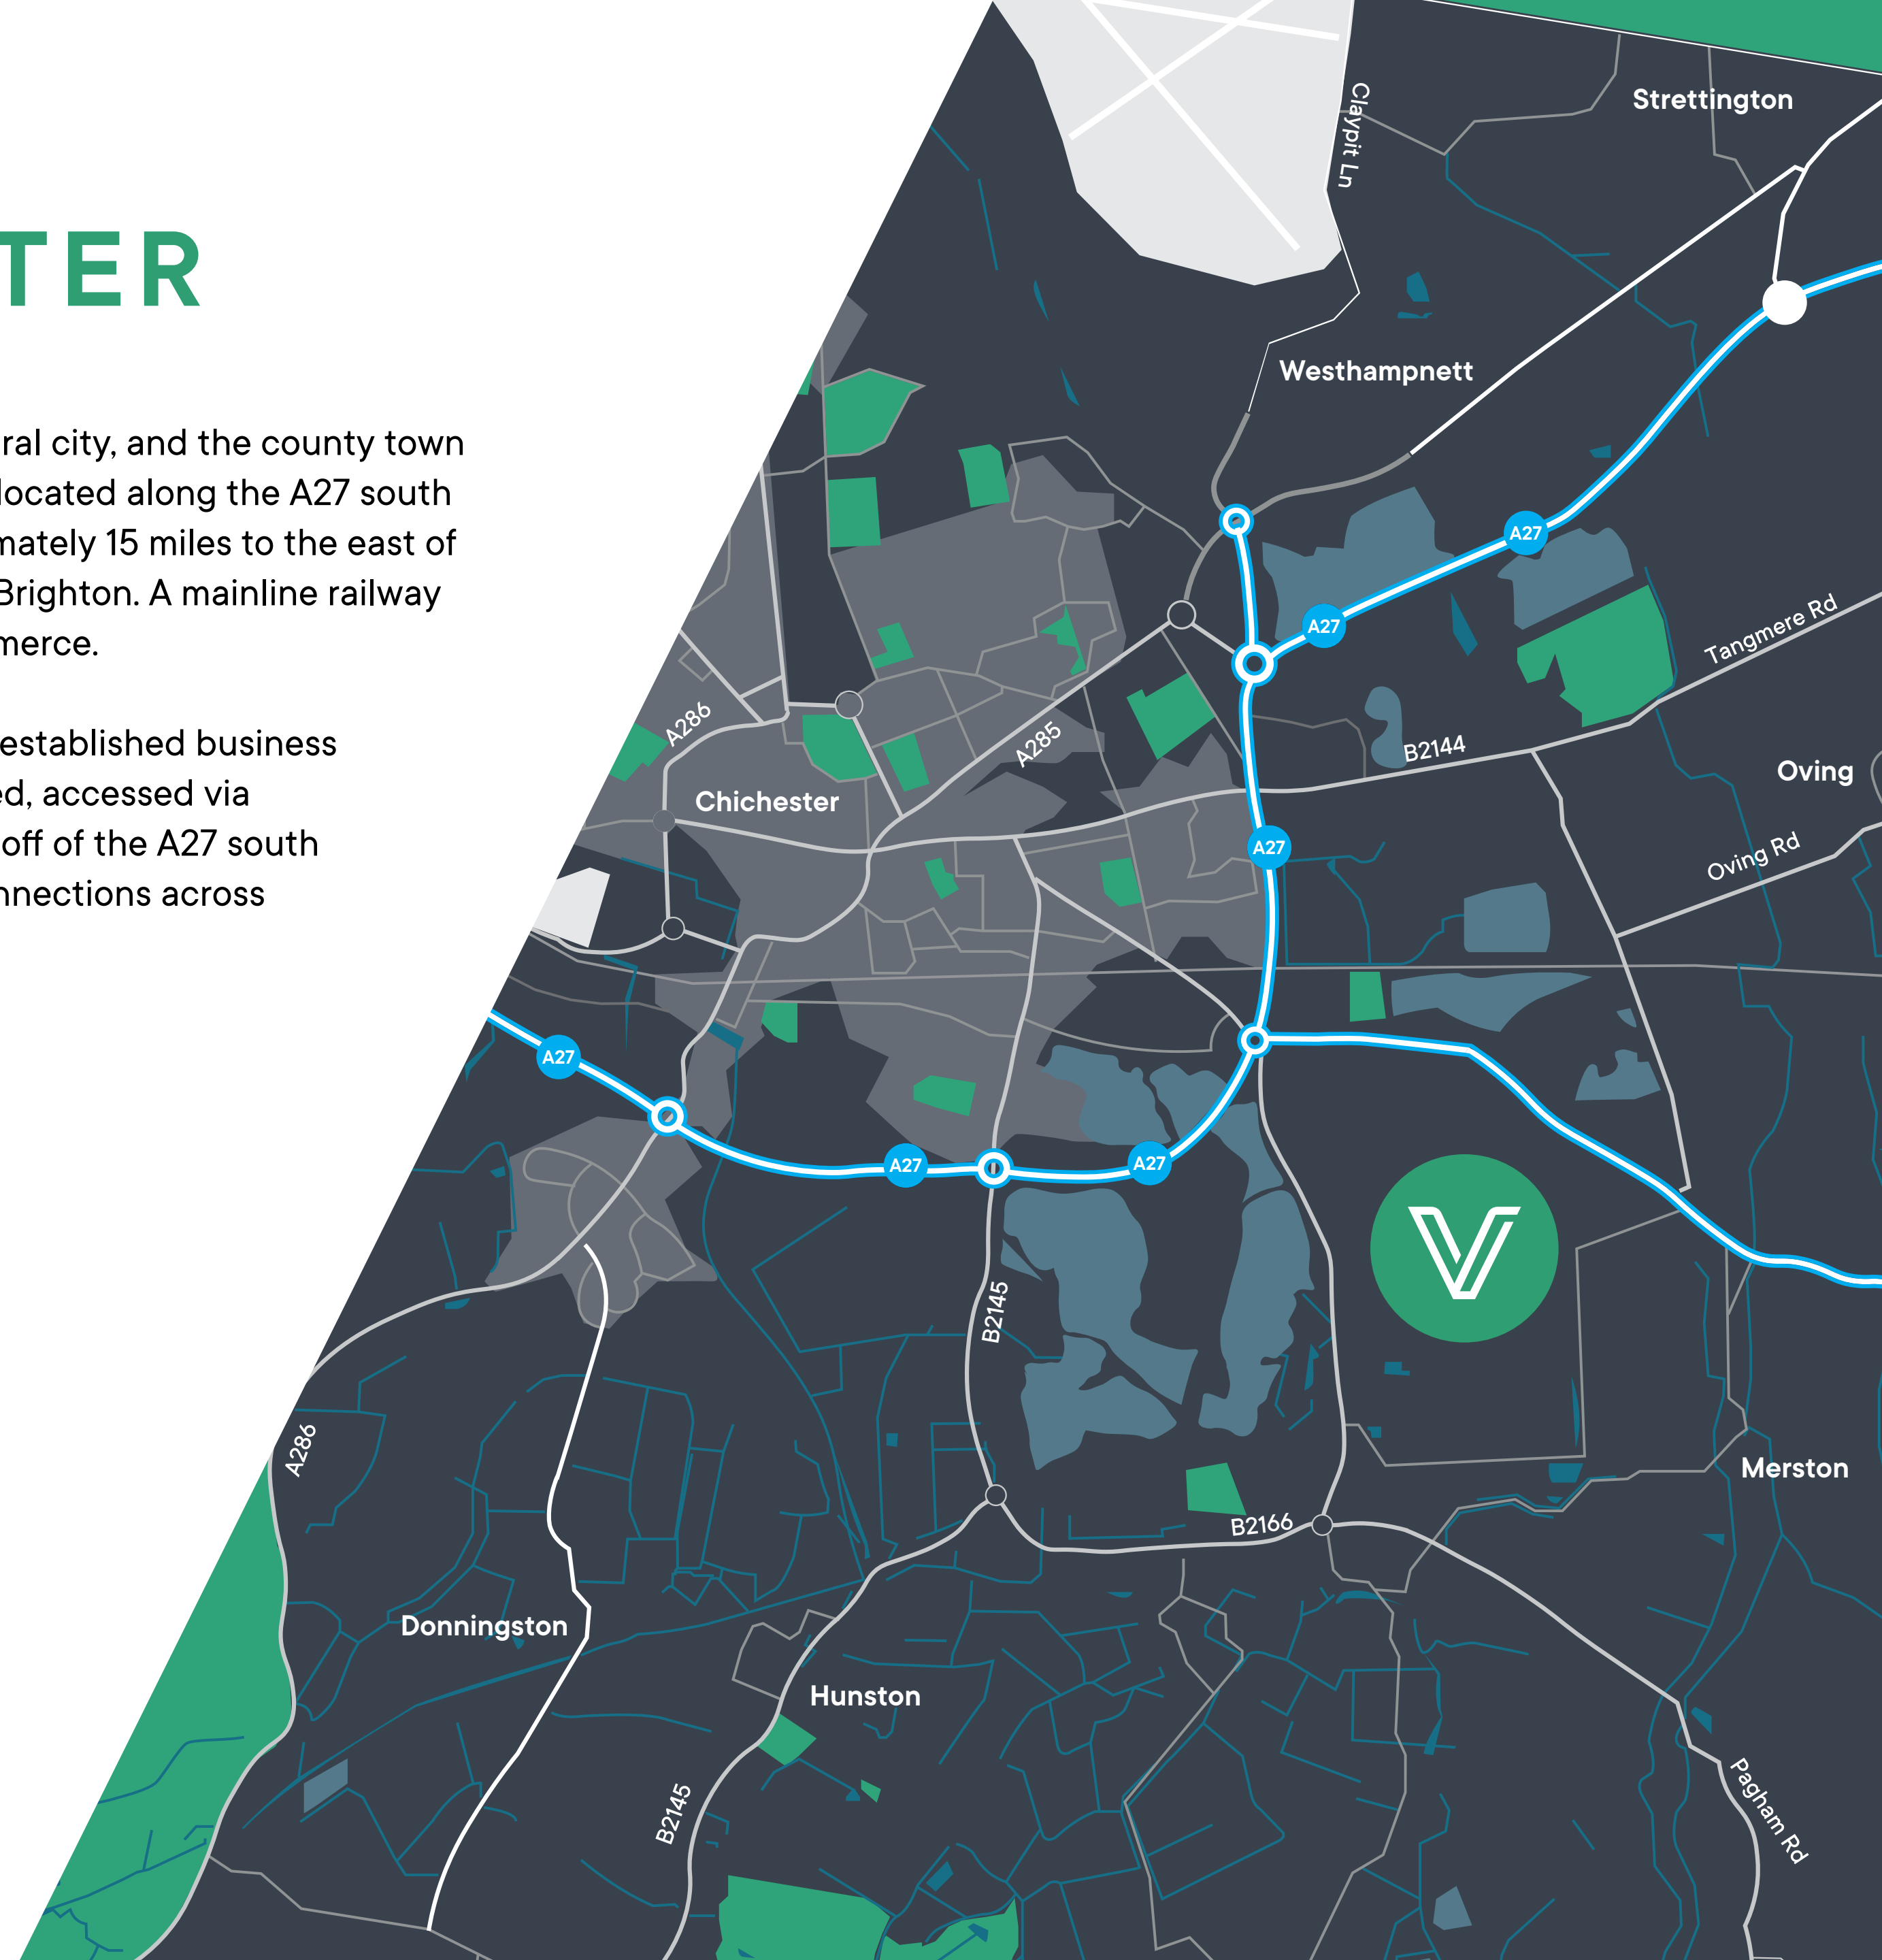 TER
ral city, and the county town
located along the A27 south
mately 15 miles to the east of
Brighton. A mainline railway
merce.
established business
ed, accessed via
off of the A27 south
nnections across
Claypit Ln
Strettington
Westhampnett
A27
A27
Tangmere Rd
A286
A285
B2144
Oving
Chichester
A27
Oving Rd
A27
A27
A27
B2145
A286
Merston
B2166
Donnington
Hunston
B2145
Pagham Rd